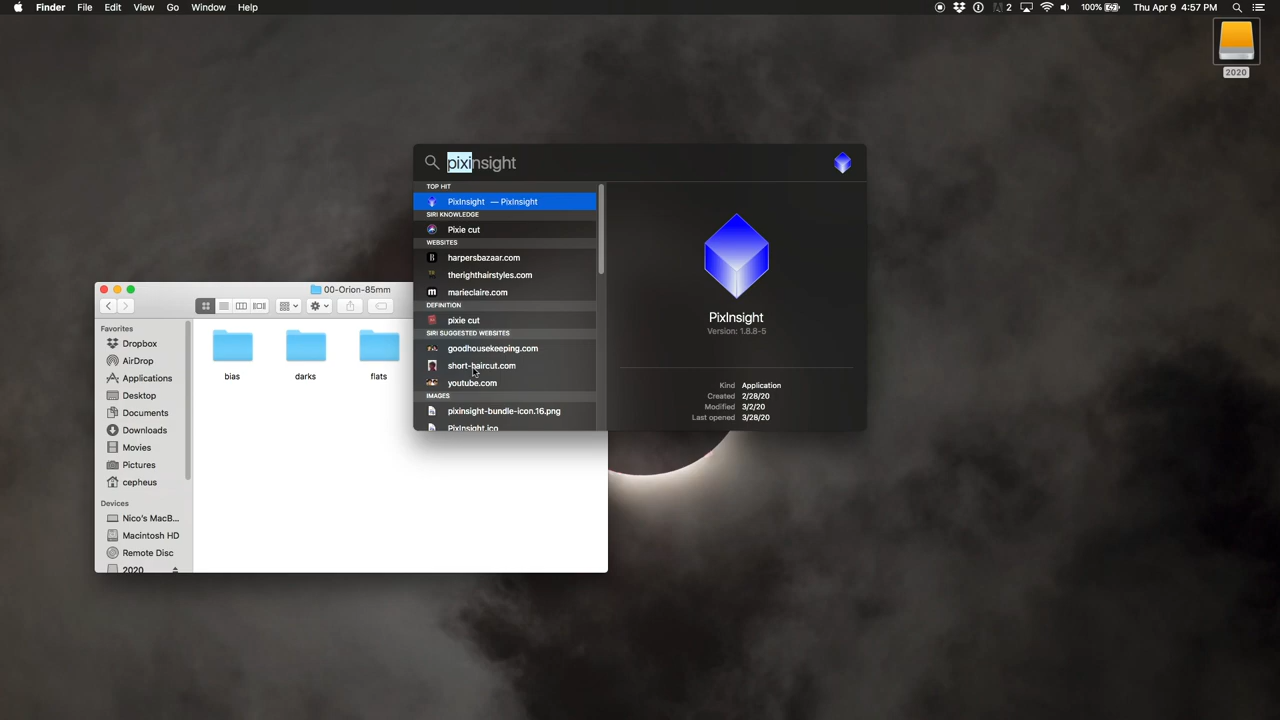 Finder File Edit View Go Window Help 2 100% Thu Apr 9 4:57 PM
2020
pixinsight
TOP HIT
PixInsight — PixInsight
SIRI KNOWLEDGE
Pixie cut
WEBSITES
harpersbazaar.com
therighthairstyles.com
marieclaire.com
DEFINITION
pixie cut
SIRI SUGGESTED WEBSITES
goodhousekeeping.com
short-haircut.com
youtube.com
IMAGES
pixinsight-bundle-icon.16.png
PixInsight.ico
PixInsight
Version: 1.8.8-5
Kind Application
Created 2/28/20
Modified 3/2/20
Last opened 3/28/20
00-Orion-85mm
Favorites
Dropbox
AirDrop
Applications
Desktop
Documents
Downloads
Movies
Pictures
cepheus
Devices
Nico's MacB...
Macintosh HD
Remote Disc
2020
bias darks flats